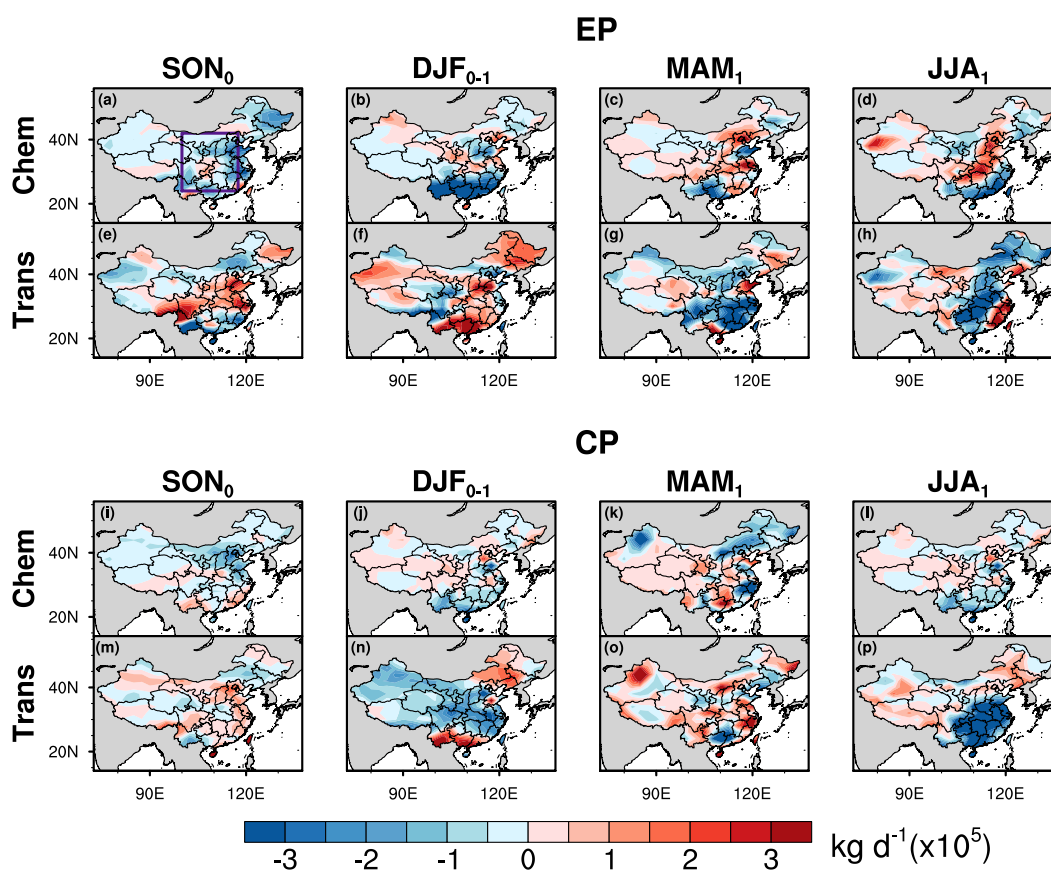 EP
SON₀ DJF₀₋₁ MAM₁ JJA₁
Chem
(a) (b) (c) (d)
40N
20N
Trans
(e) (f) (g) (h)
40N
20N
90E 120E 90E 120E 90E 120E 90E 120E
CP
SON₀ DJF₀₋₁ MAM₁ JJA₁
Chem
(i) (j) (k) (l)
40N
20N
Trans
(m) (n) (o) (p)
40N
20N
90E 120E 90E 120E 90E 120E 90E 120E
-3 -2 -1 0 1 2 3 kg d⁻¹(x10⁵)